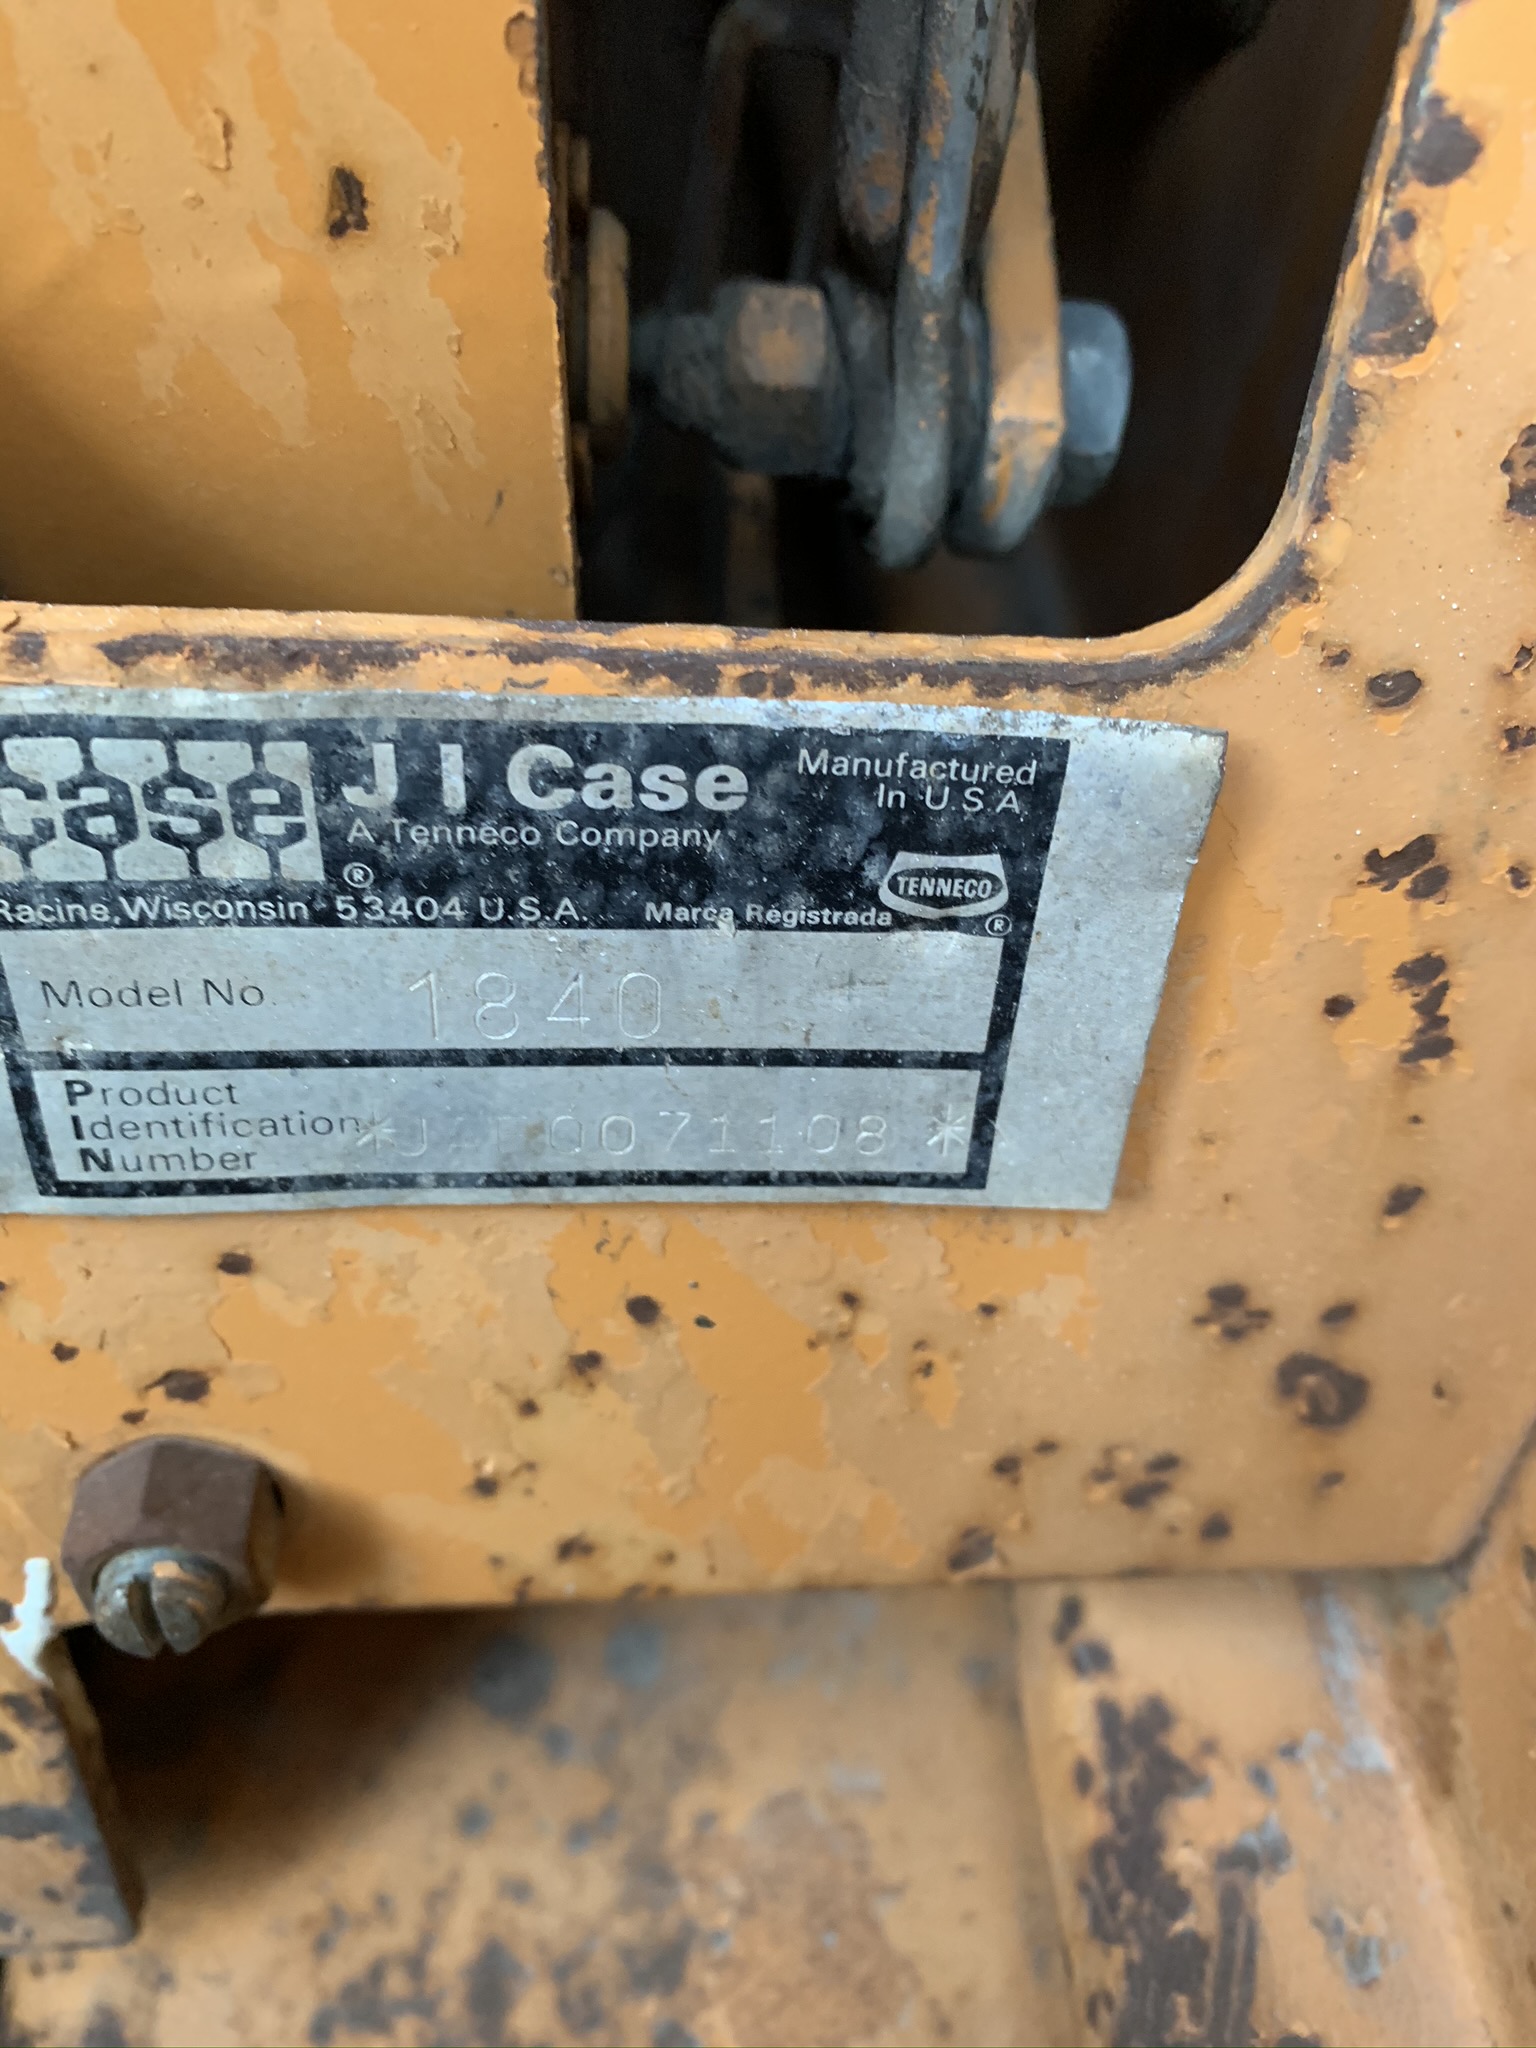 case J I Case Manufactured
In U.S.A
A Tenneco Company
TENNECO
®
Racine, Wisconsin 53404 U.S.A. Marca Registrada ®
Model No. 1840
Product
Identification
Number